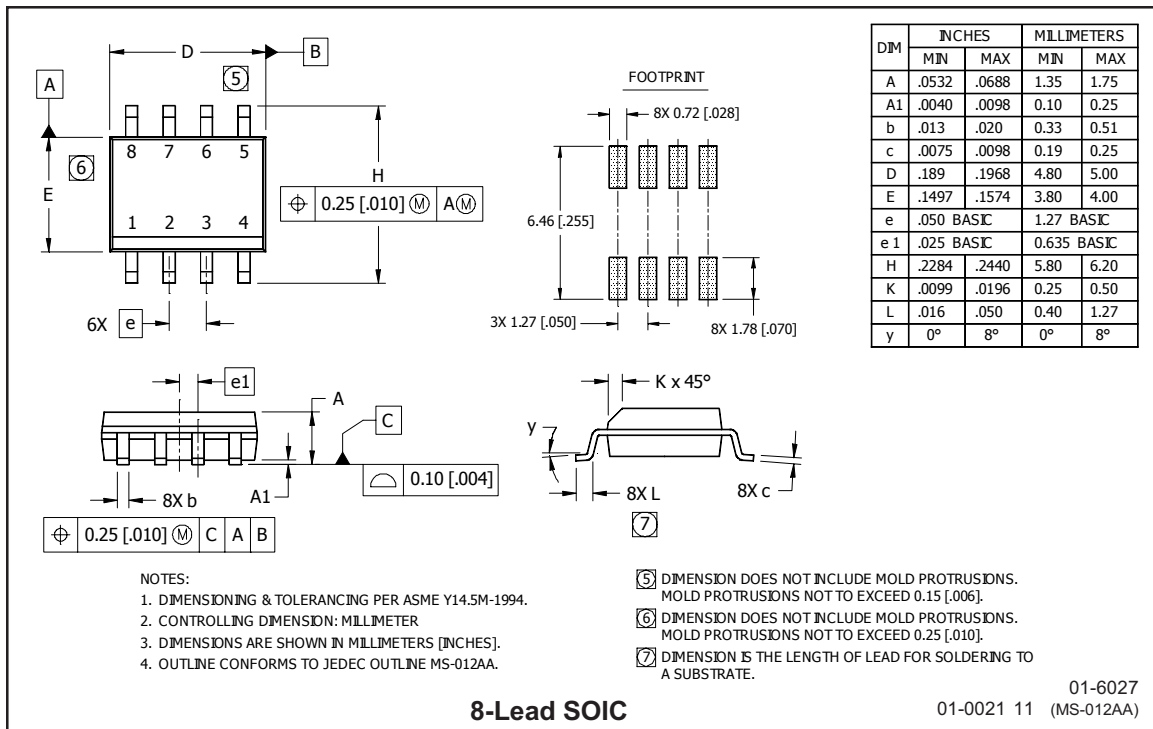 D
B
5
A
8 7 6 5
6
E
H
1 2 3 4
⌖ 0.25 [.010] Ⓜ AⓂ
6X e
FOOTPRINT
8X 0.72 [.028]
6.46 [.255]
3X 1.27 [.050]
8X 1.78 [.070]
DIM INCHES MILLIMETERS
MIN MAX MIN MAX
A .0532 .0688 1.35 1.75
A1 .0040 .0098 0.10 0.25
b .013 .020 0.33 0.51
c .0075 .0098 0.19 0.25
D .189 .1968 4.80 5.00
E .1497 .1574 3.80 4.00
e .050 BASIC 1.27 BASIC
e 1 .025 BASIC 0.635 BASIC
H .2284 .2440 5.80 6.20
K .0099 .0196 0.25 0.50
L .016 .050 0.40 1.27
y 0° 8° 0° 8°
e1
A
C
0.10 [.004]
8X b
A1
⌖ 0.25 [.010] Ⓜ C A B
K x 45°
y
8X L
8X c
7
NOTES:
1. DIMENSIONING & TOLERANCING PER ASME Y14.5M-1994.
2. CONTROLLING DIMENSION: MILLIMETER
3. DIMENSIONS ARE SHOWN IN MILLIMETERS [INCHES].
4. OUTLINE CONFORMS TO JEDEC OUTLINE MS-012AA.
5 DIMENSION DOES NOT INCLUDE MOLD PROTRUSIONS.
MOLD PROTRUSIONS NOT TO EXCEED 0.15 [.006].
6 DIMENSION DOES NOT INCLUDE MOLD PROTRUSIONS.
MOLD PROTRUSIONS NOT TO EXCEED 0.25 [.010].
7 DIMENSION IS THE LENGTH OF LEAD FOR SOLDERING TO
A SUBSTRATE.
8-Lead SOIC
01-6027
01-0021 11 (MS-012AA)